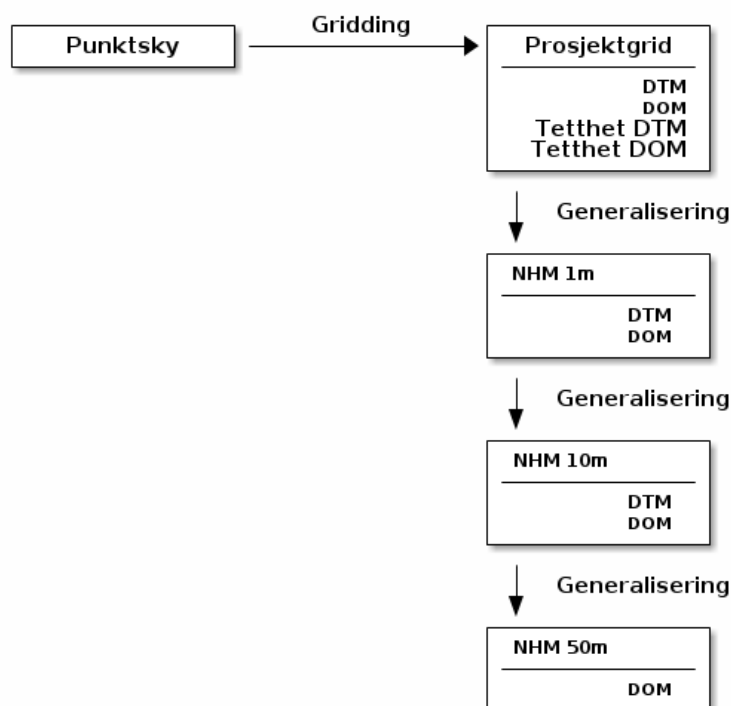 Gridding
Punktsky
Prosjektgrid
DTM
DOM
Tetthet DTM
Tetthet DOM
Generalisering
NHM 1m
DTM
DOM
Generalisering
NHM 10m
DTM
DOM
Generalisering
NHM 50m
DOM